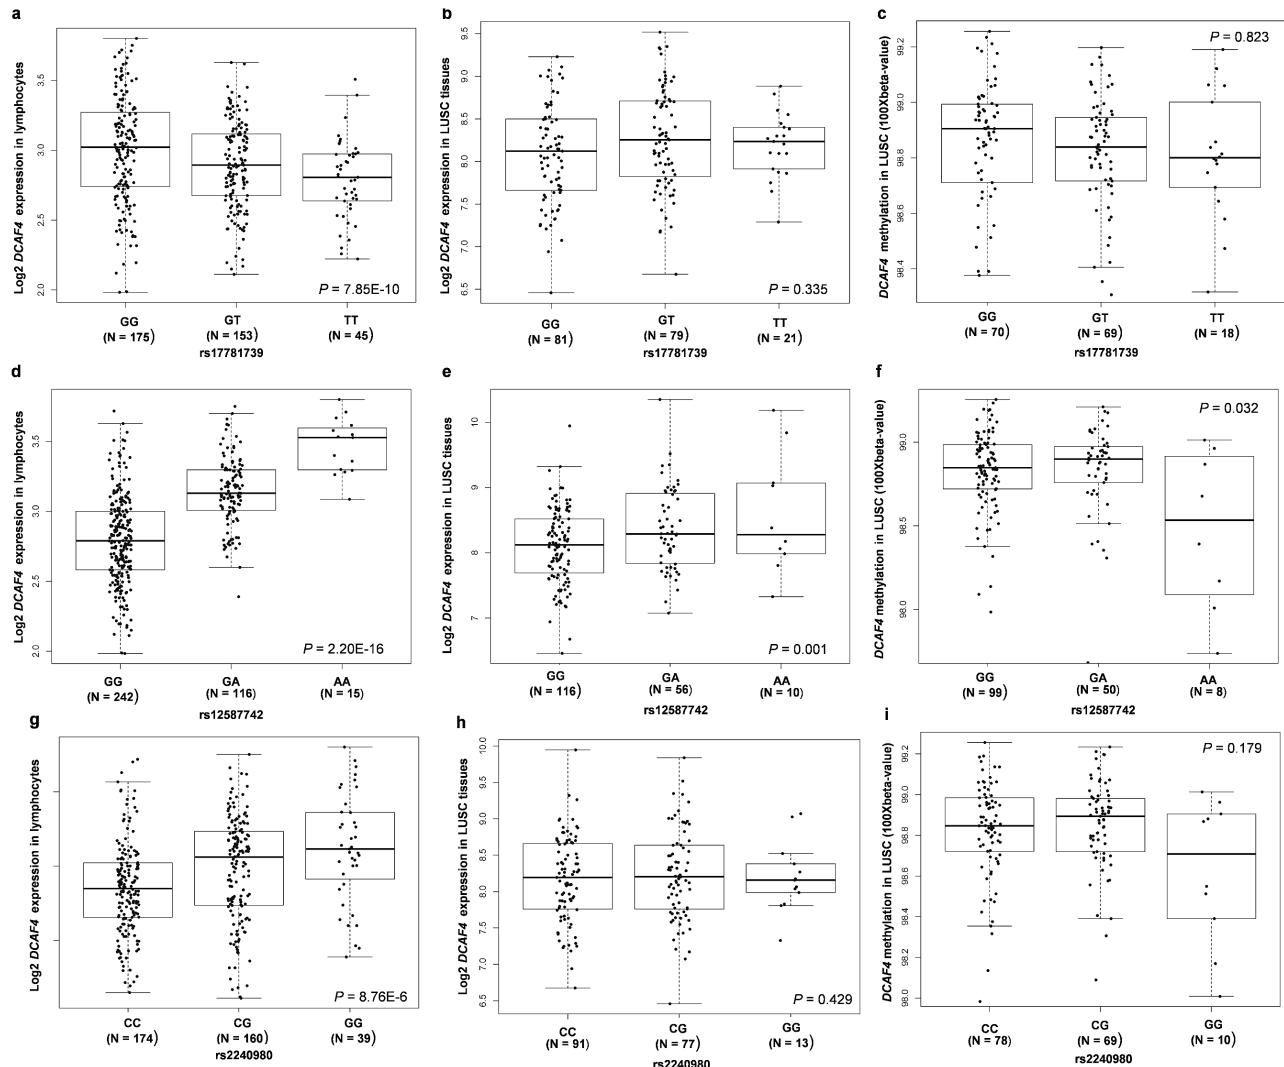 a
Log2 DCAF4 expression in lymphocytes
3.5
3.0
2.5
2.0
P = 7.85E-10
GG
GT
TT
(N = 175)
(N = 153)
(N = 45)
rs17781739
b
Log2 DCAF4 expression in LUSC tissues
9.5
9.0
8.5
8.0
7.5
7.0
6.5
P = 0.335
GG
GT
TT
(N = 81)
(N = 79)
(N = 21)
rs17781739
c
DCAF4 methylation in LUSC (100Xbeta-value)
99.2
99.0
98.8
98.6
98.4
P = 0.823
GG
GT
TT
(N = 70)
(N = 69)
(N = 18)
rs17781739
d
Log2 DCAF4 expression in lymphocytes
3.5
3.0
2.5
2.0
P = 2.20E-16
GG
GA
AA
(N = 242)
(N = 116)
(N = 15)
rs12587742
e
Log2 DCAF4 expression in LUSC tissues
10
9
8
7
P = 0.001
GG
GA
AA
(N = 116)
(N = 56)
(N = 10)
rs12587742
f
DCAF4 methylation in LUSC (100Xbeta-value)
99.0
98.5
98.0
P = 0.032
GG
GA
AA
(N = 99)
(N = 50)
(N = 8)
rs12587742
g
Log2 DCAF4 expression in lymphocytes
P = 8.76E-6
CC
CG
GG
(N = 174)
(N = 160)
(N = 39)
rs2240980
h
Log2 DCAF4 expression in LUSC tissues
10.0
9.5
9.0
8.5
8.0
7.5
7.0
6.5
P = 0.429
CC
CG
GG
(N = 91)
(N = 77)
(N = 13)
rs2240980
i
DCAF4 methylation in LUSC (100Xbeta-value)
99.2
99.0
98.8
98.6
98.4
98.2
98.0
P = 0.179
CC
CG
GG
(N = 78)
(N = 69)
(N = 10)
rs2240980